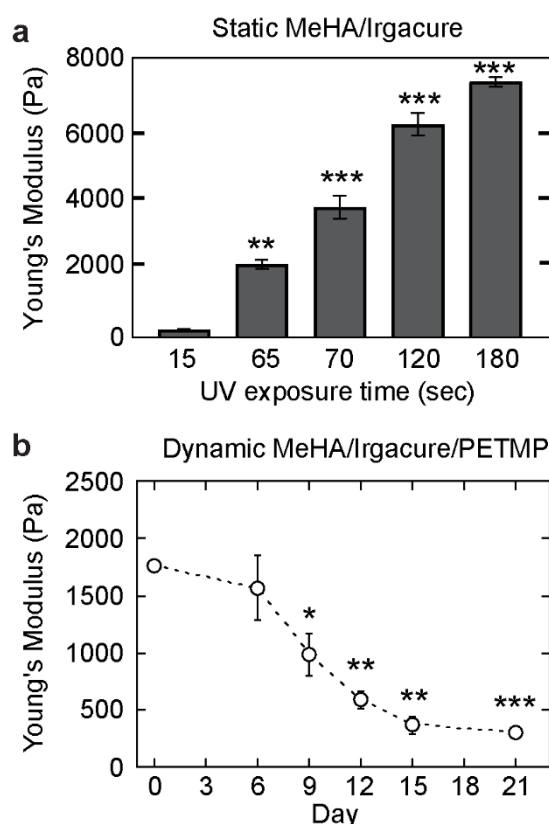 a
Static MeHA/Irgacure
Young's Modulus (Pa)
8000
6000
4000
2000
0
**
***
***
***
15 65 70 120 180
UV exposure time (sec)
b
Dynamic MeHA/Irgacure/PETMP
Young's Modulus (Pa)
2500
2000
1500
1000
500
0
*
**
**
***
0 3 6 9 12 15 18 21
Day